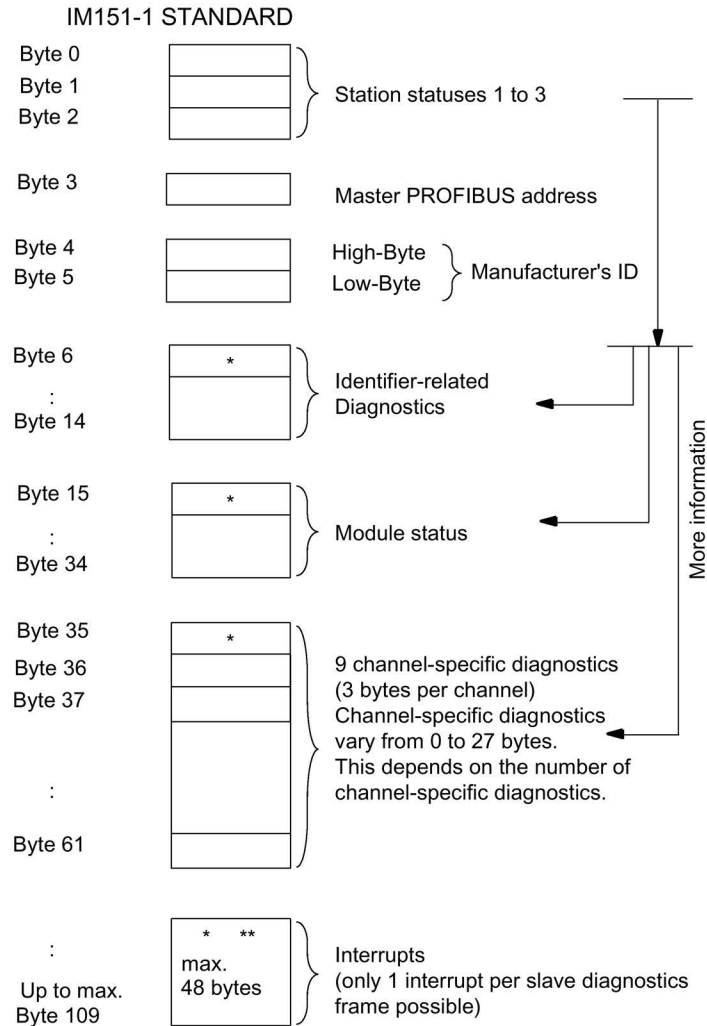 IM151-1 STANDARD
Byte 0
Byte 1
Byte 2
Station statuses 1 to 3
Byte 3
Master PROFIBUS address
Byte 4
Byte 5
High-Byte
Low-Byte
Manufacturer's ID
Byte 6
:
Byte 14
*
Identifier-related
Diagnostics
Byte 15
:
Byte 34
*
Module status
More information
Byte 35
Byte 36
Byte 37
:
Byte 61
*
9 channel-specific diagnostics
(3 bytes per channel)
Channel-specific diagnostics
vary from 0 to 27 bytes.
This depends on the number of
channel-specific diagnostics.
:
Up to max.
Byte 109
* **
max.
48 bytes
Interrupts
(only 1 interrupt per slave diagnostics
frame possible)